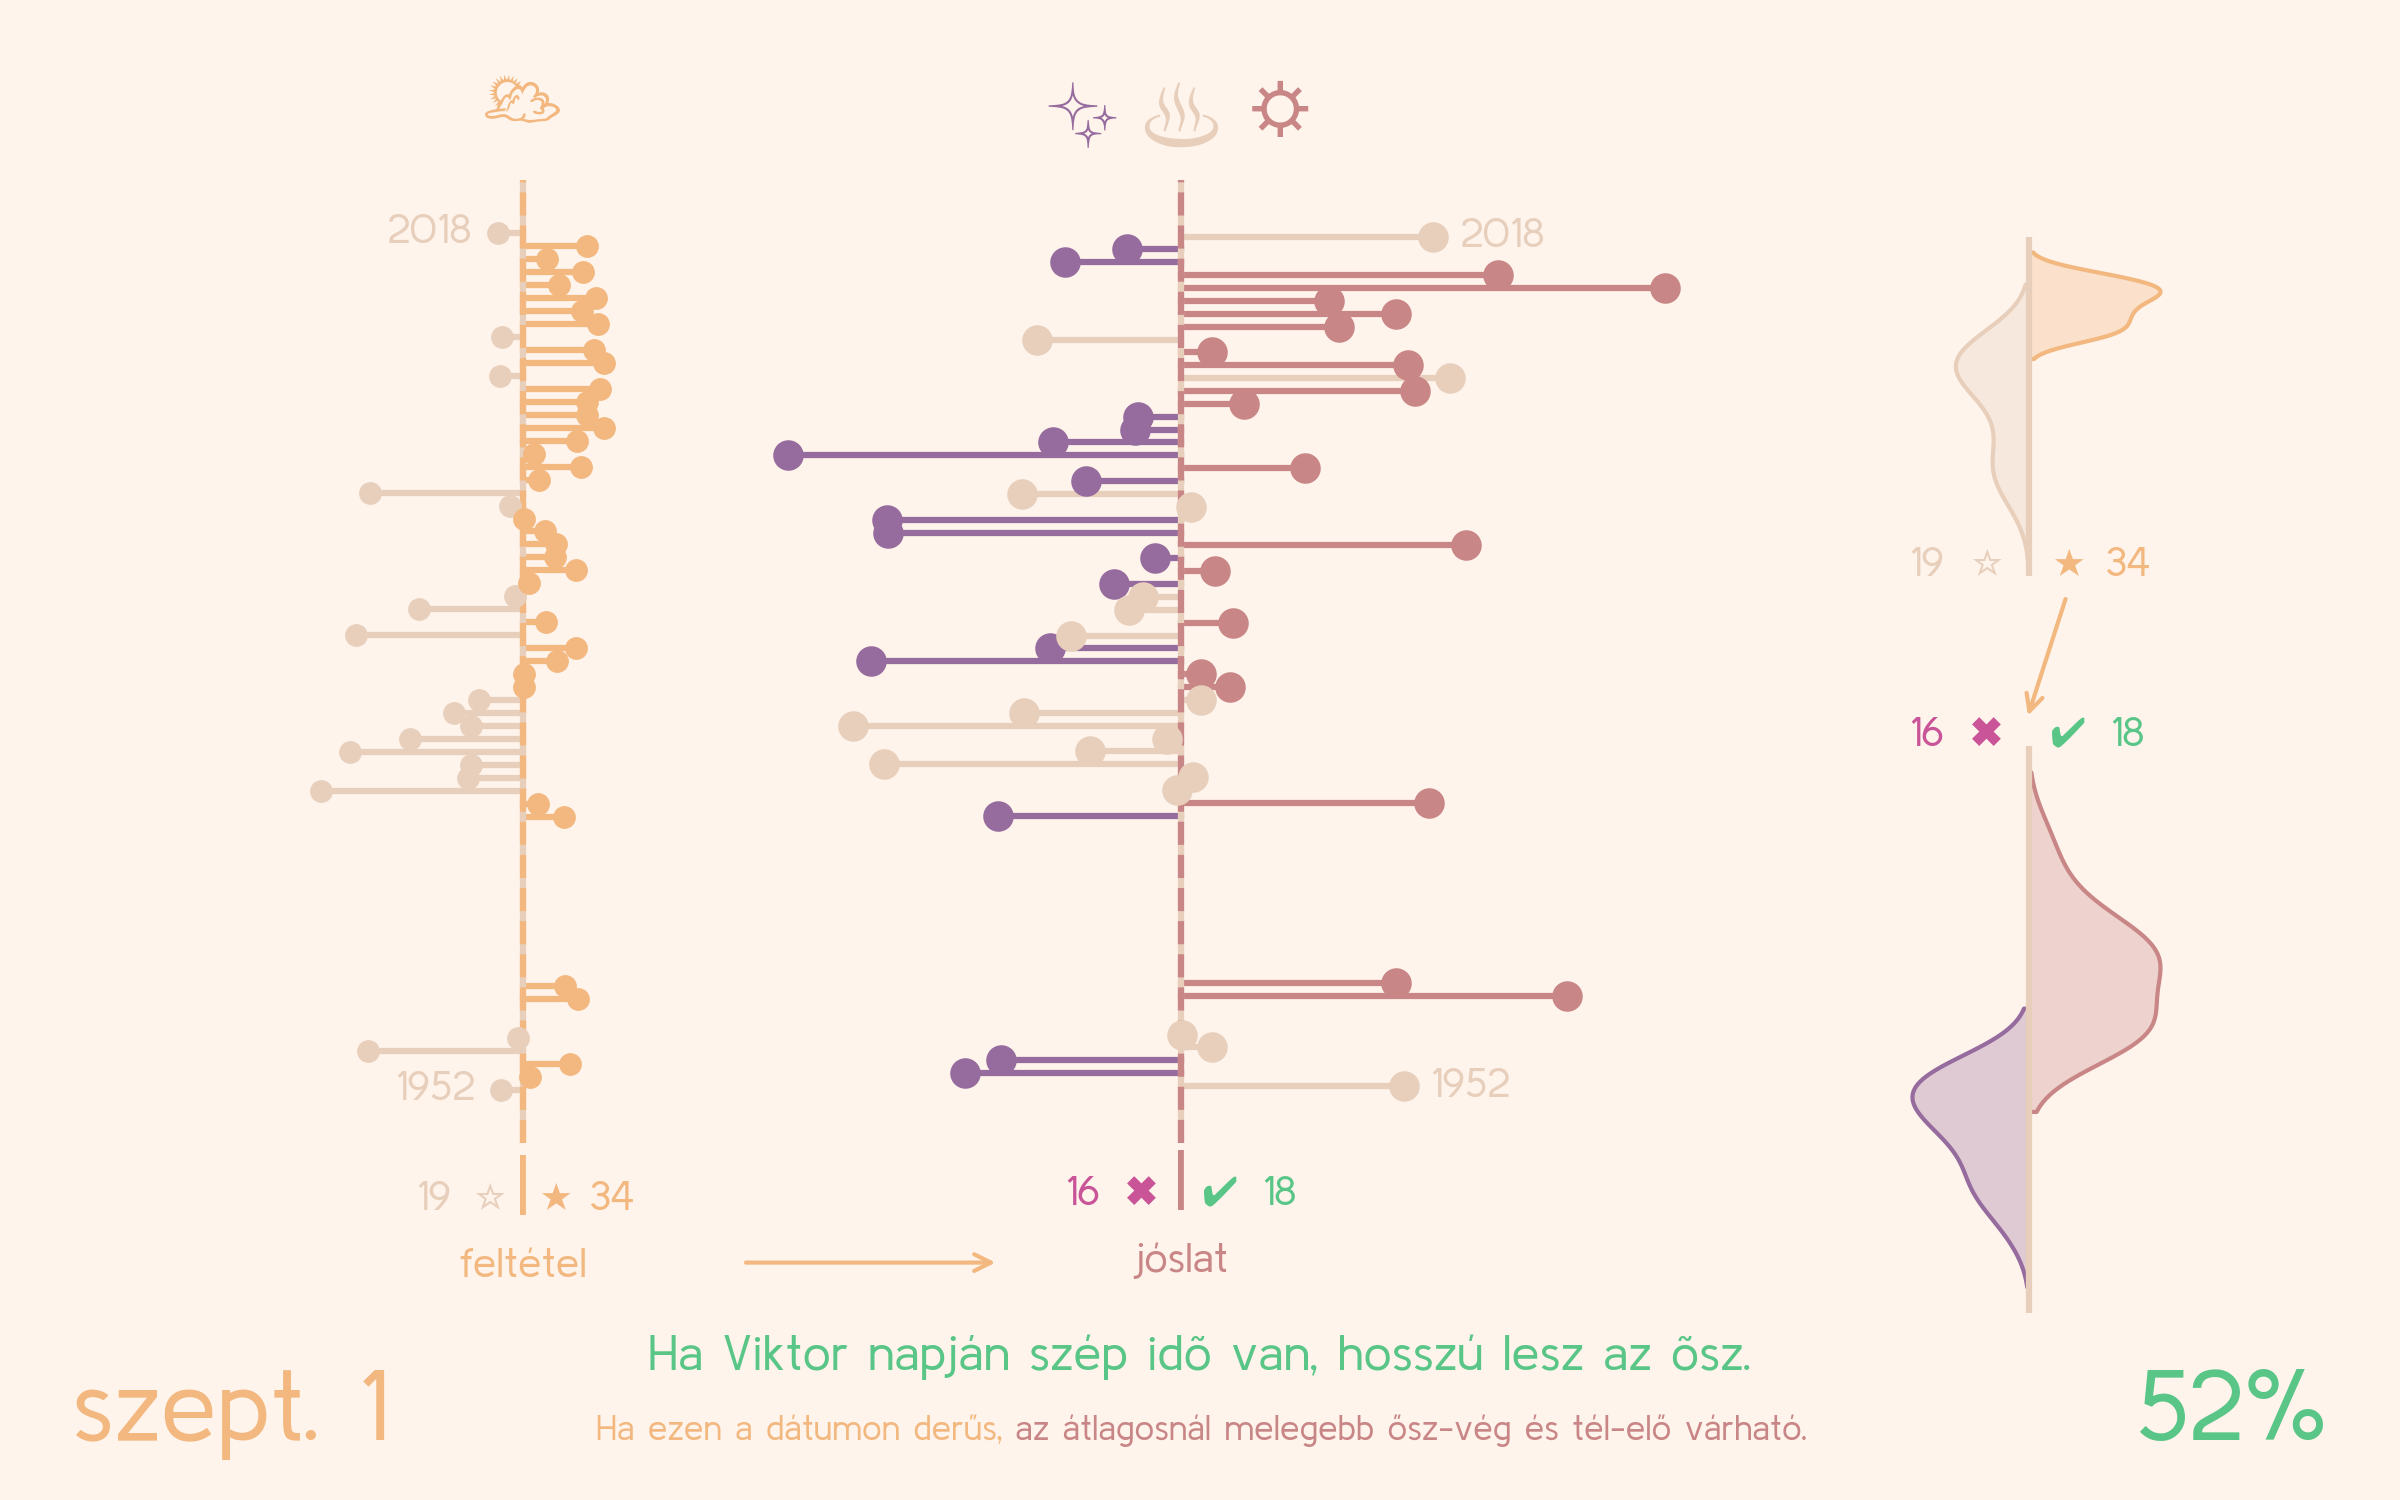 2018
2018
19 ☆ ★ 34
16 ✖ ✔ 18
1952
1952
19 ☆ ★ 34
16 ✖ ✔ 18
feltétel
jóslat
Ha Viktor napján szép idõ van, hosszú lesz az õsz.
szept. 1
52%
Ha ezen a dátumon derűs, az átlagosnál melegebb ősz-vég és tél-elő várható.